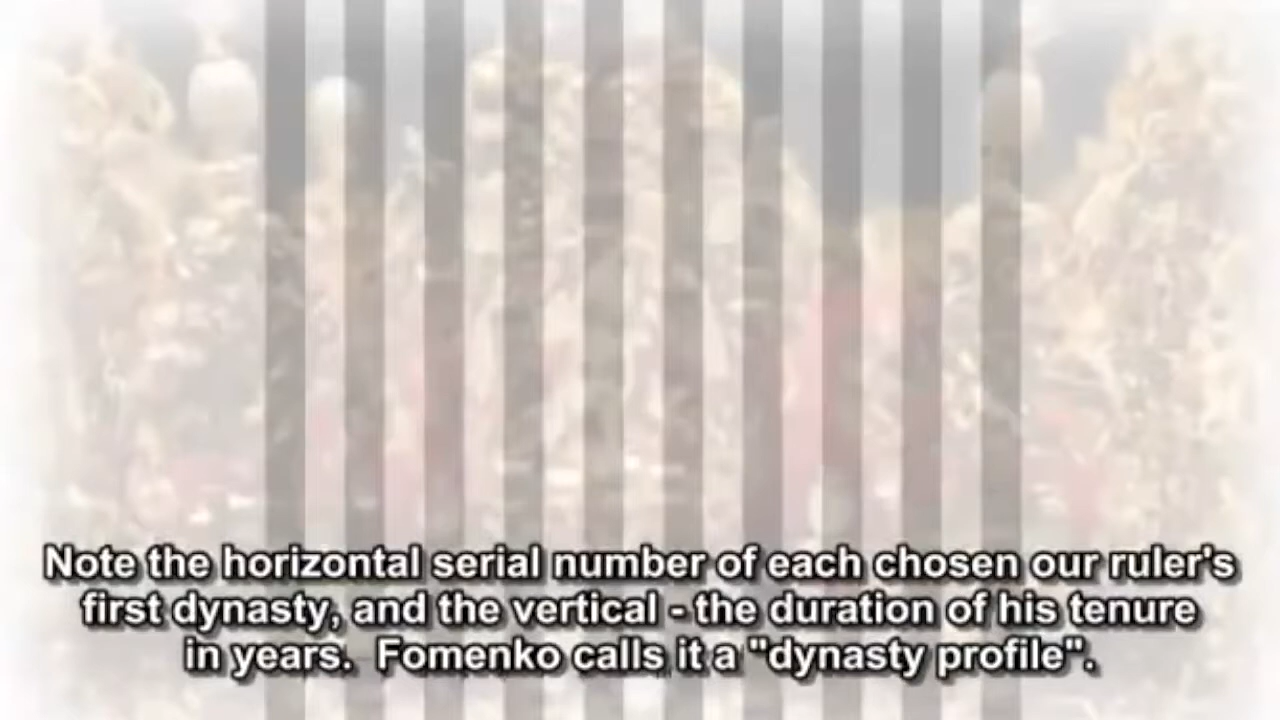 Note the horizontal serial number of each chosen our ruler's
first dynasty, and the vertical - the duration of his tenure
in years.  Fomenko calls it a "dynasty profile".